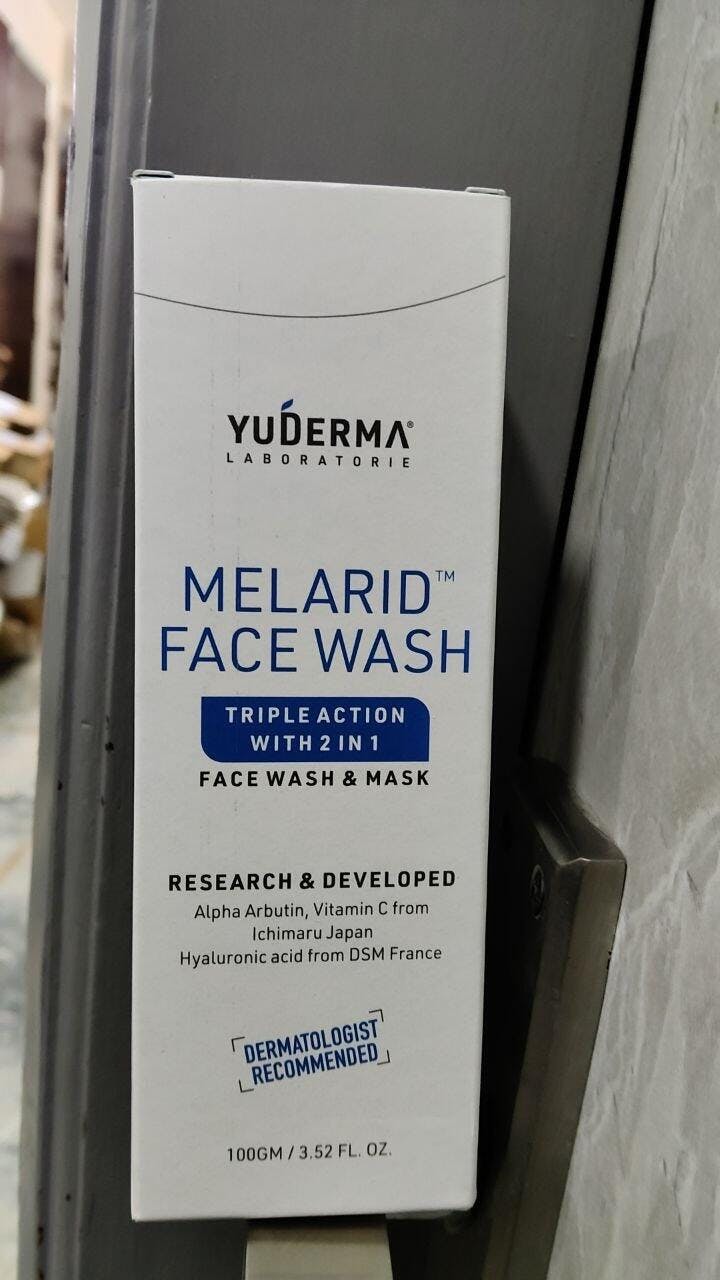 YUDERMA®
LABORATORIE
MELARID™
FACE WASH
TRIPLE ACTION
WITH 2 IN 1
FACE WASH & MASK
RESEARCH & DEVELOPED
Alpha Arbutin, Vitamin C from
Ichimaru Japan
Hyaluronic acid from DSM France
DERMATOLOGIST
RECOMMENDED
100GM / 3.52 FL. OZ.